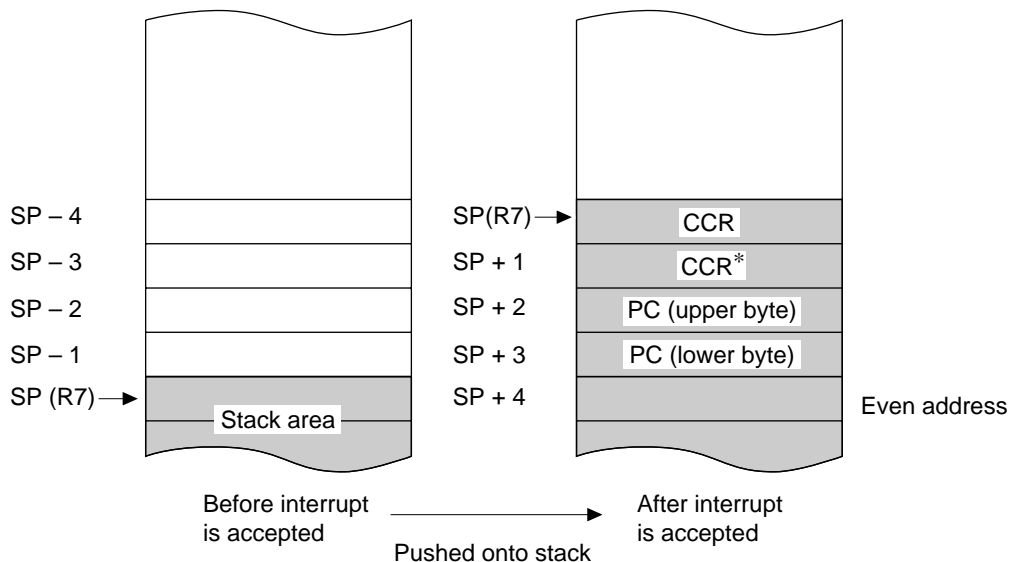 SP – 4
SP – 3
SP – 2
SP – 1
SP (R7)
Stack area
SP(R7)
SP + 1
SP + 2
SP + 3
SP + 4
CCR
CCR*
PC (upper byte)
PC (lower byte)
Even address
Before interrupt
is accepted
After interrupt
is accepted
Pushed onto stack